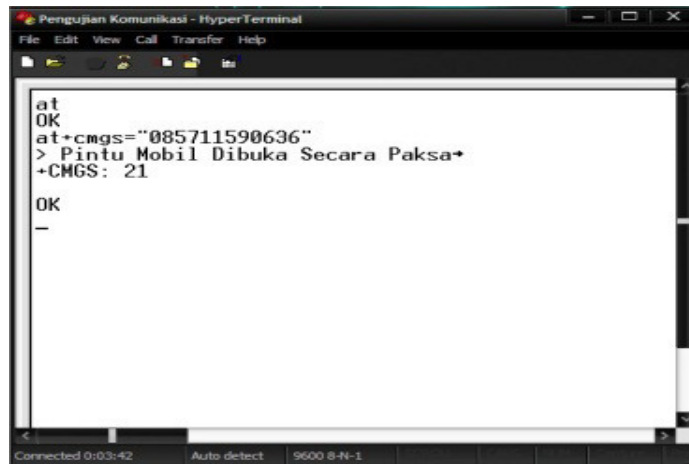 Pengujian Komunikasi - HyperTerminal
File Edit View Call Transfer Help
at
OK
at+cmgs="085711590636"
> Pintu Mobil Dibuka Secara Paksa→
+CMGS: 21
OK
_
Connected 0:03:42 Auto detect 9600 8-N-1